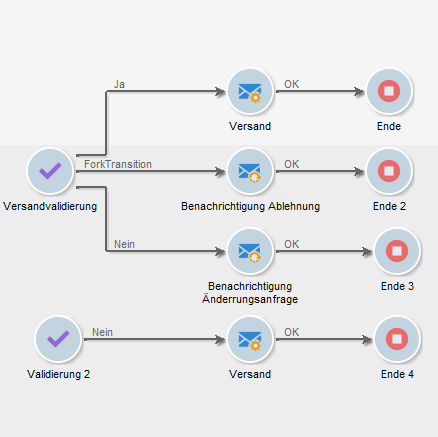 Ja
OK
Versand
Ende
ForkTransition
OK
Versandvalidierung
Benachrichtigung Ablehnung
Ende 2
Nein
OK
Benachrichtigung
Änderrungsanfrage
Ende 3
Nein
OK
Validierung 2
Versand
Ende 4